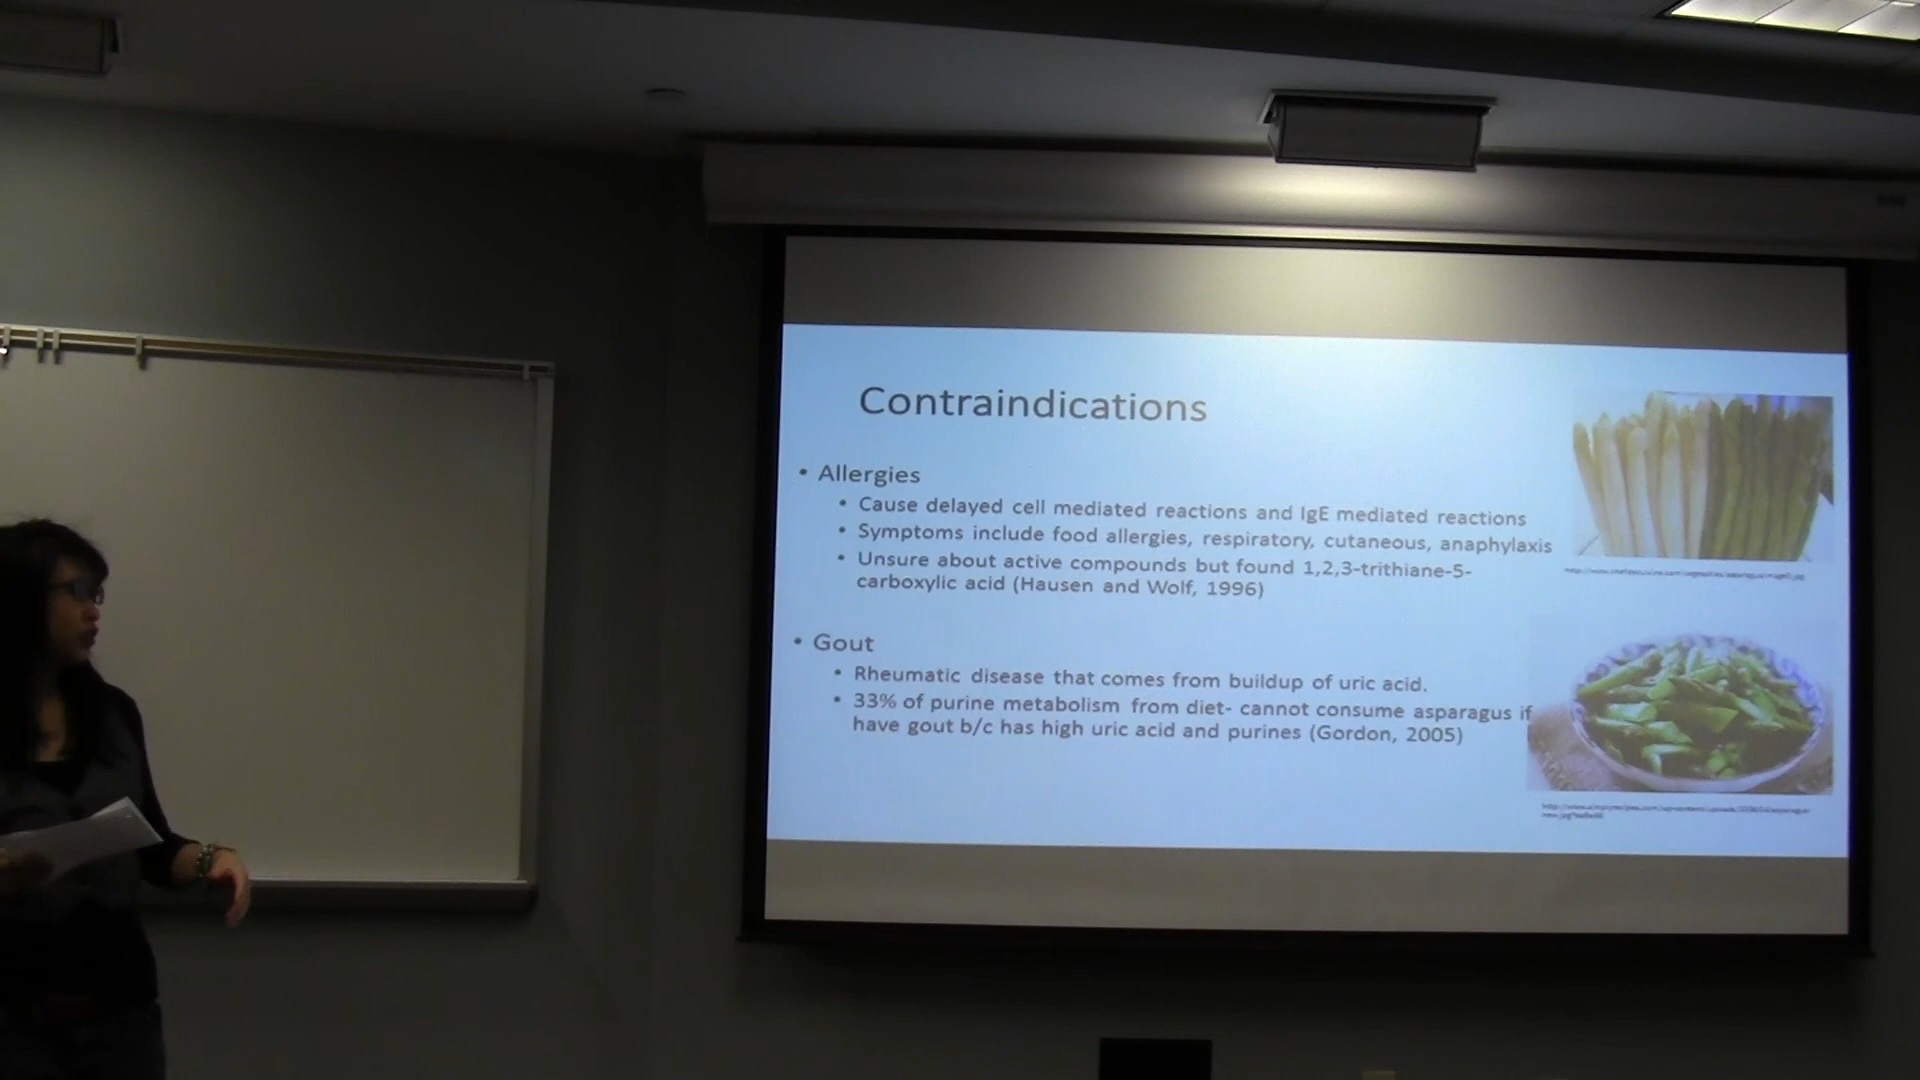 Contraindications
• Allergies
• Cause delayed cell mediated reactions and IgE mediated reactions
• Symptoms include food allergies, respiratory, cutaneous, anaphylaxis
• Unsure about active compounds but found 1,2,3-trithiane-5-
carboxylic acid (Hausen and Wolf, 1996)
• Gout
• Rheumatic disease that comes from buildup of uric acid.
• 33% of purine metabolism from diet- cannot consume asparagus if
have gout b/c has high uric acid and purines (Gordon, 2005)